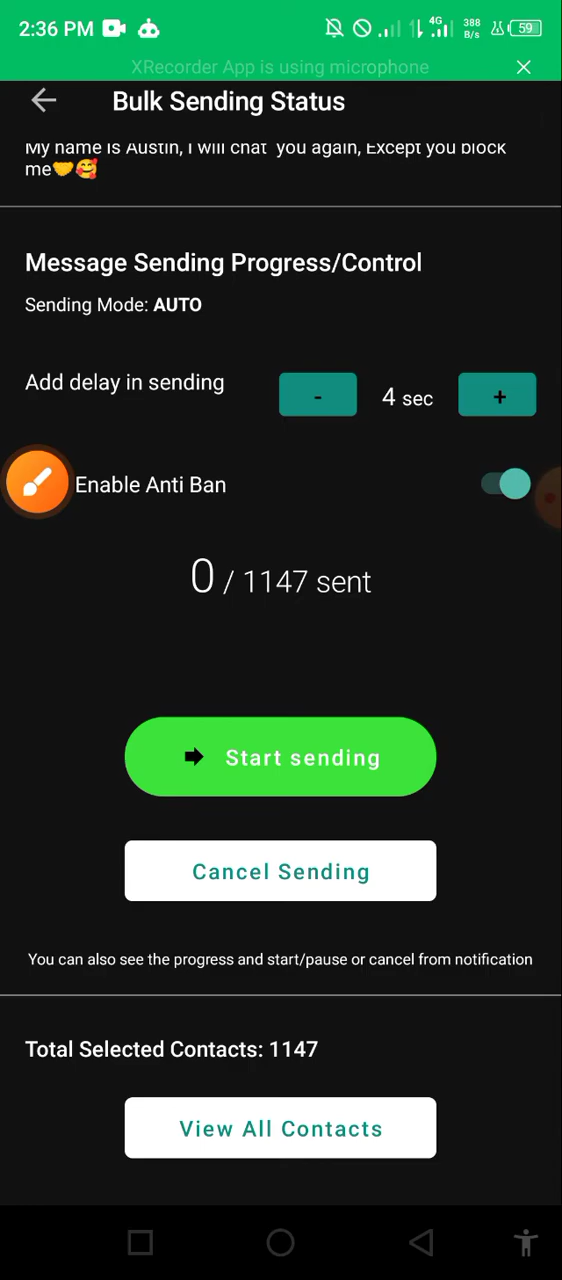 2:36 PM 4G 388 B/s 59
XRecorder App is using microphone
Bulk Sending Status
My name is Austin, I will chat you again, Except you block
me🤝🥰
Message Sending Progress/Control
Sending Mode: AUTO
Add delay in sending - 4 sec +
Enable Anti Ban
0 / 1147 sent
Start sending
Cancel Sending
You can also see the progress and start/pause or cancel from notification
Total Selected Contacts: 1147
View All Contacts